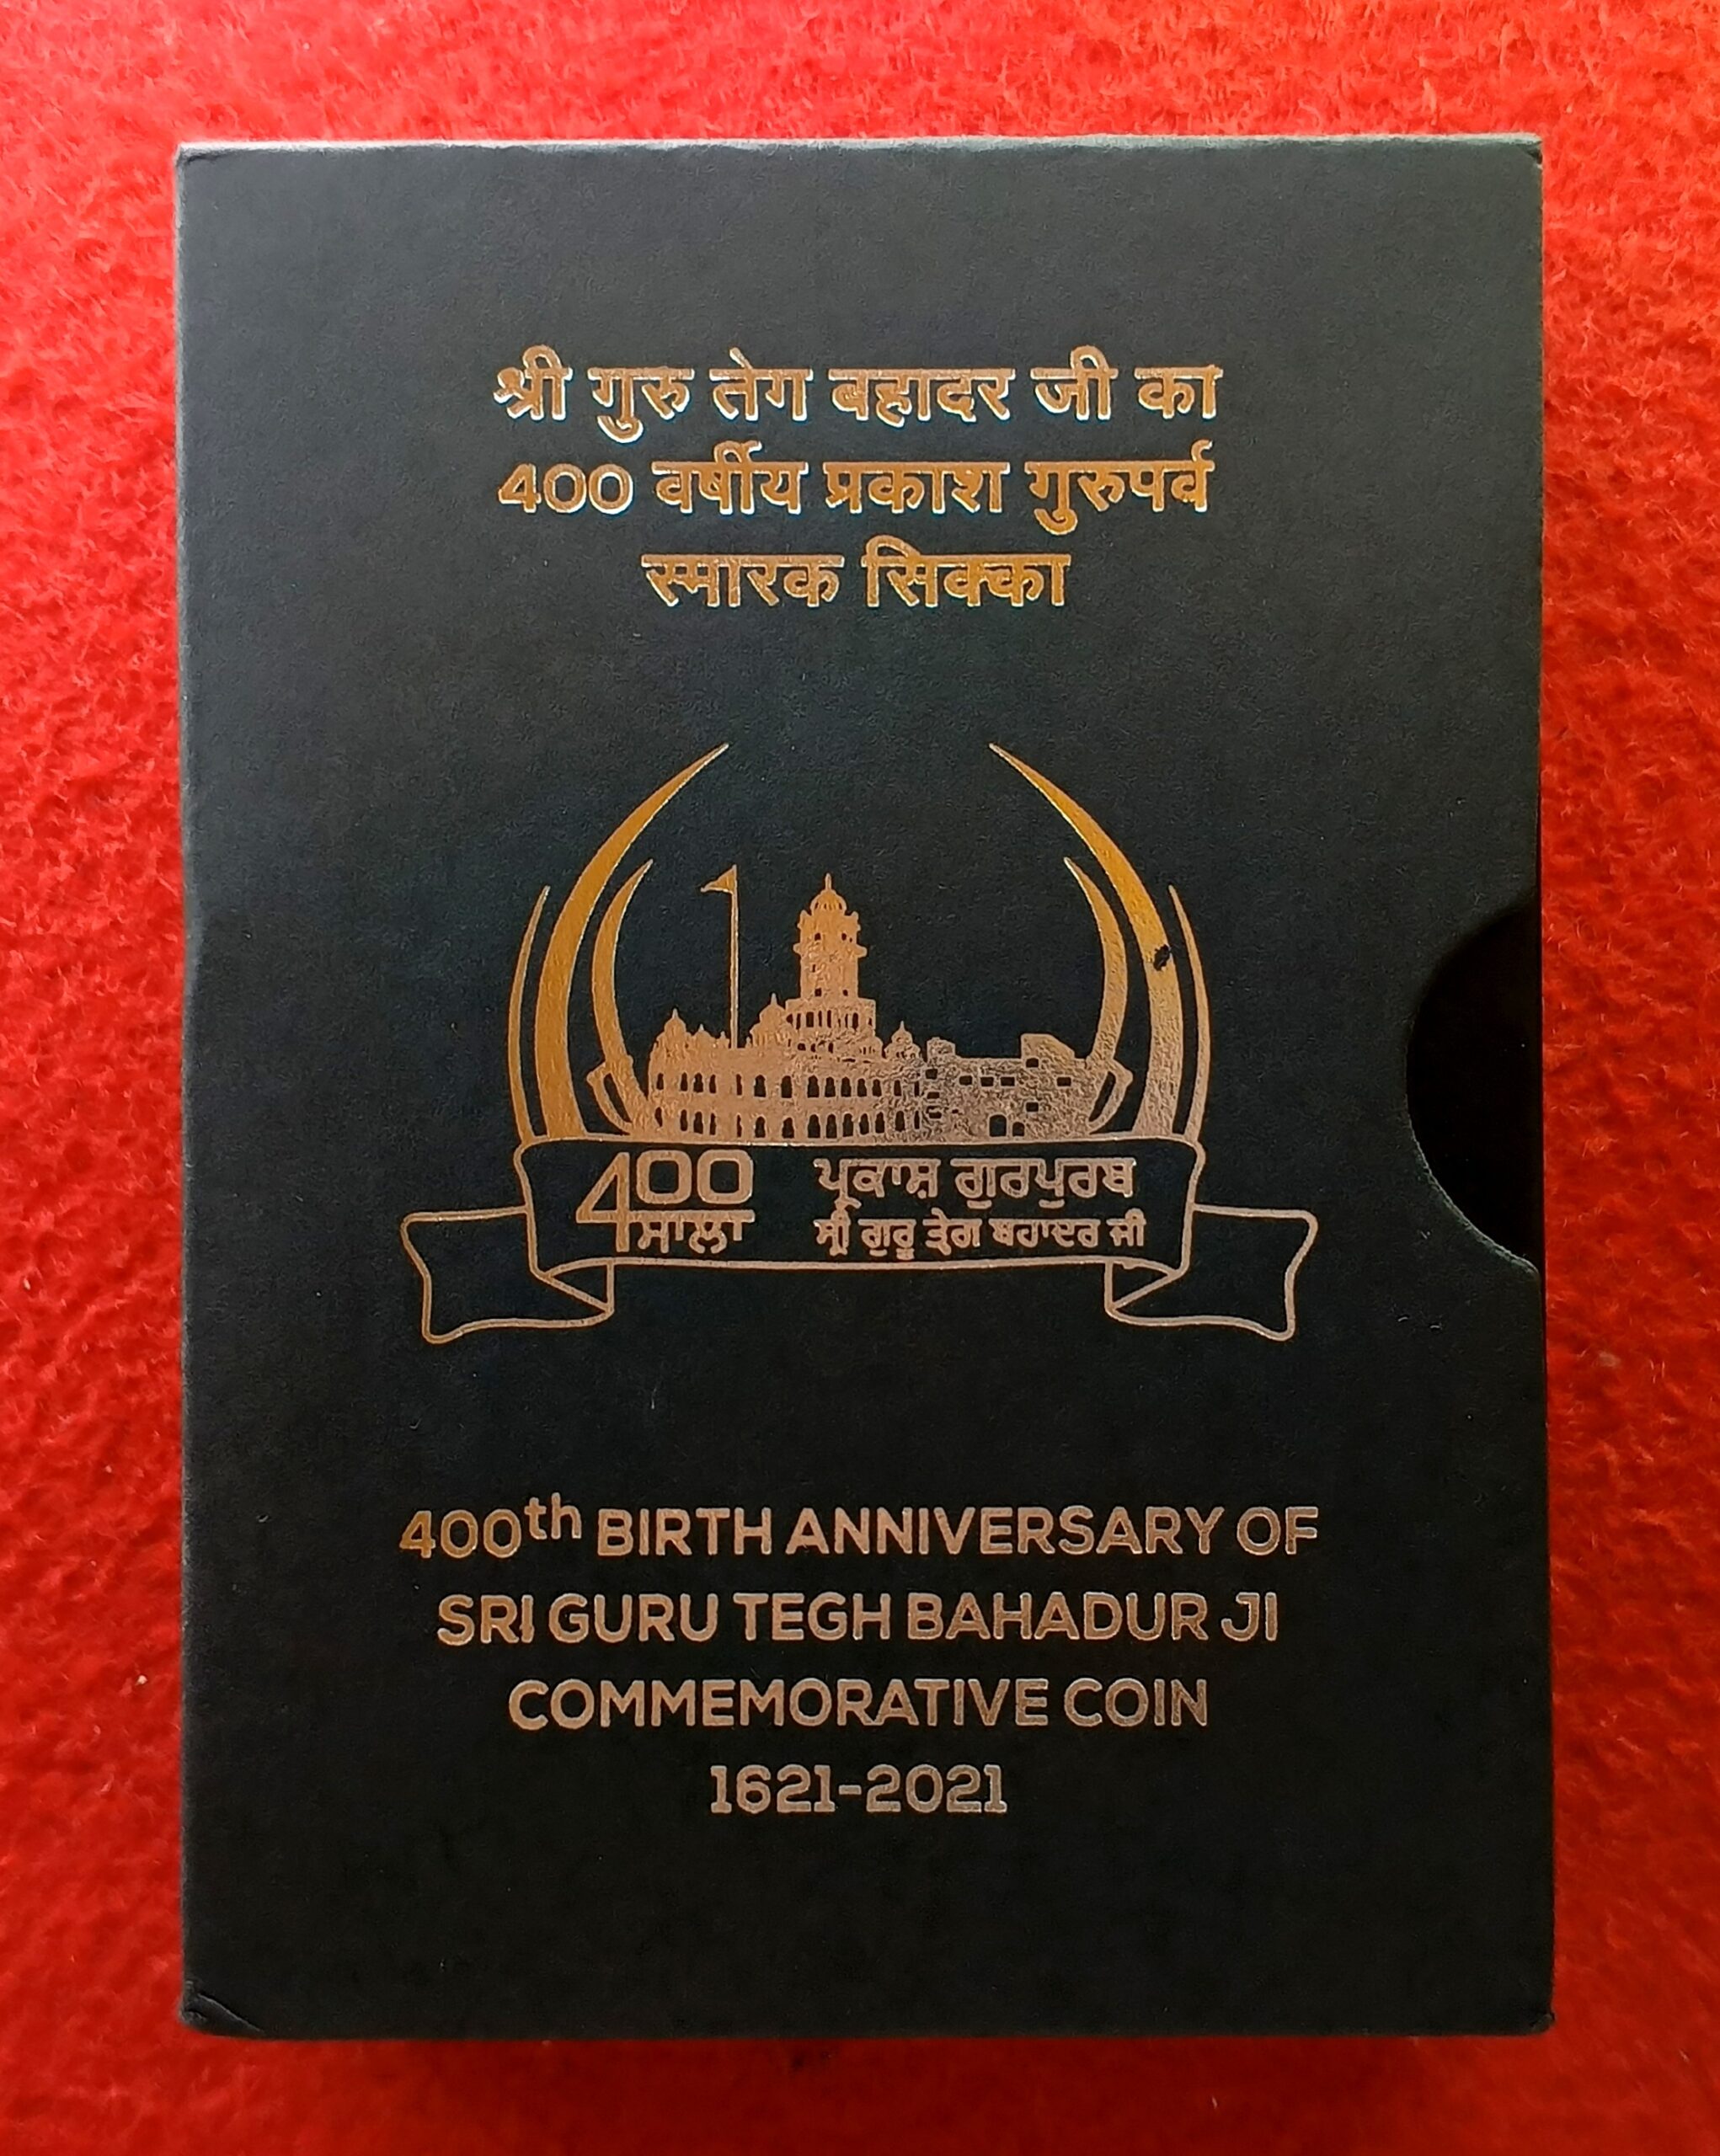 श्री गुरु तेग बहादर जी का
400 वर्षीय प्रकाश गुरुपर्व
स्मारक सिक्का
400 ਸਾਲਾ
ਪ੍ਰਕਾਸ਼ ਗੁਰਪੁਰਬ
ਸ੍ਰੀ ਗੁਰੂ ਤੇਗ ਬਹਾਦਰ ਜੀ
400th BIRTH ANNIVERSARY OF
SRI GURU TEGH BAHADUR JI
COMMEMORATIVE COIN
1621-2021